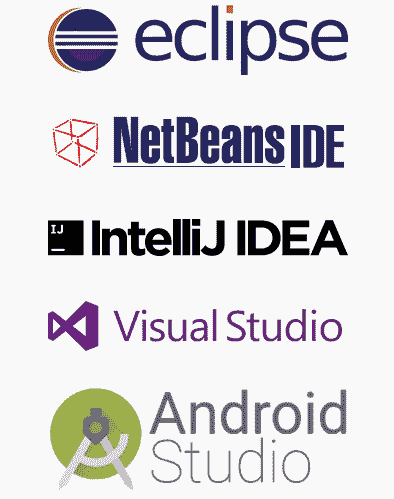 eclipse
NetBeans IDE
IJ
IntelliJ IDEA
Visual Studio
Android
Studio